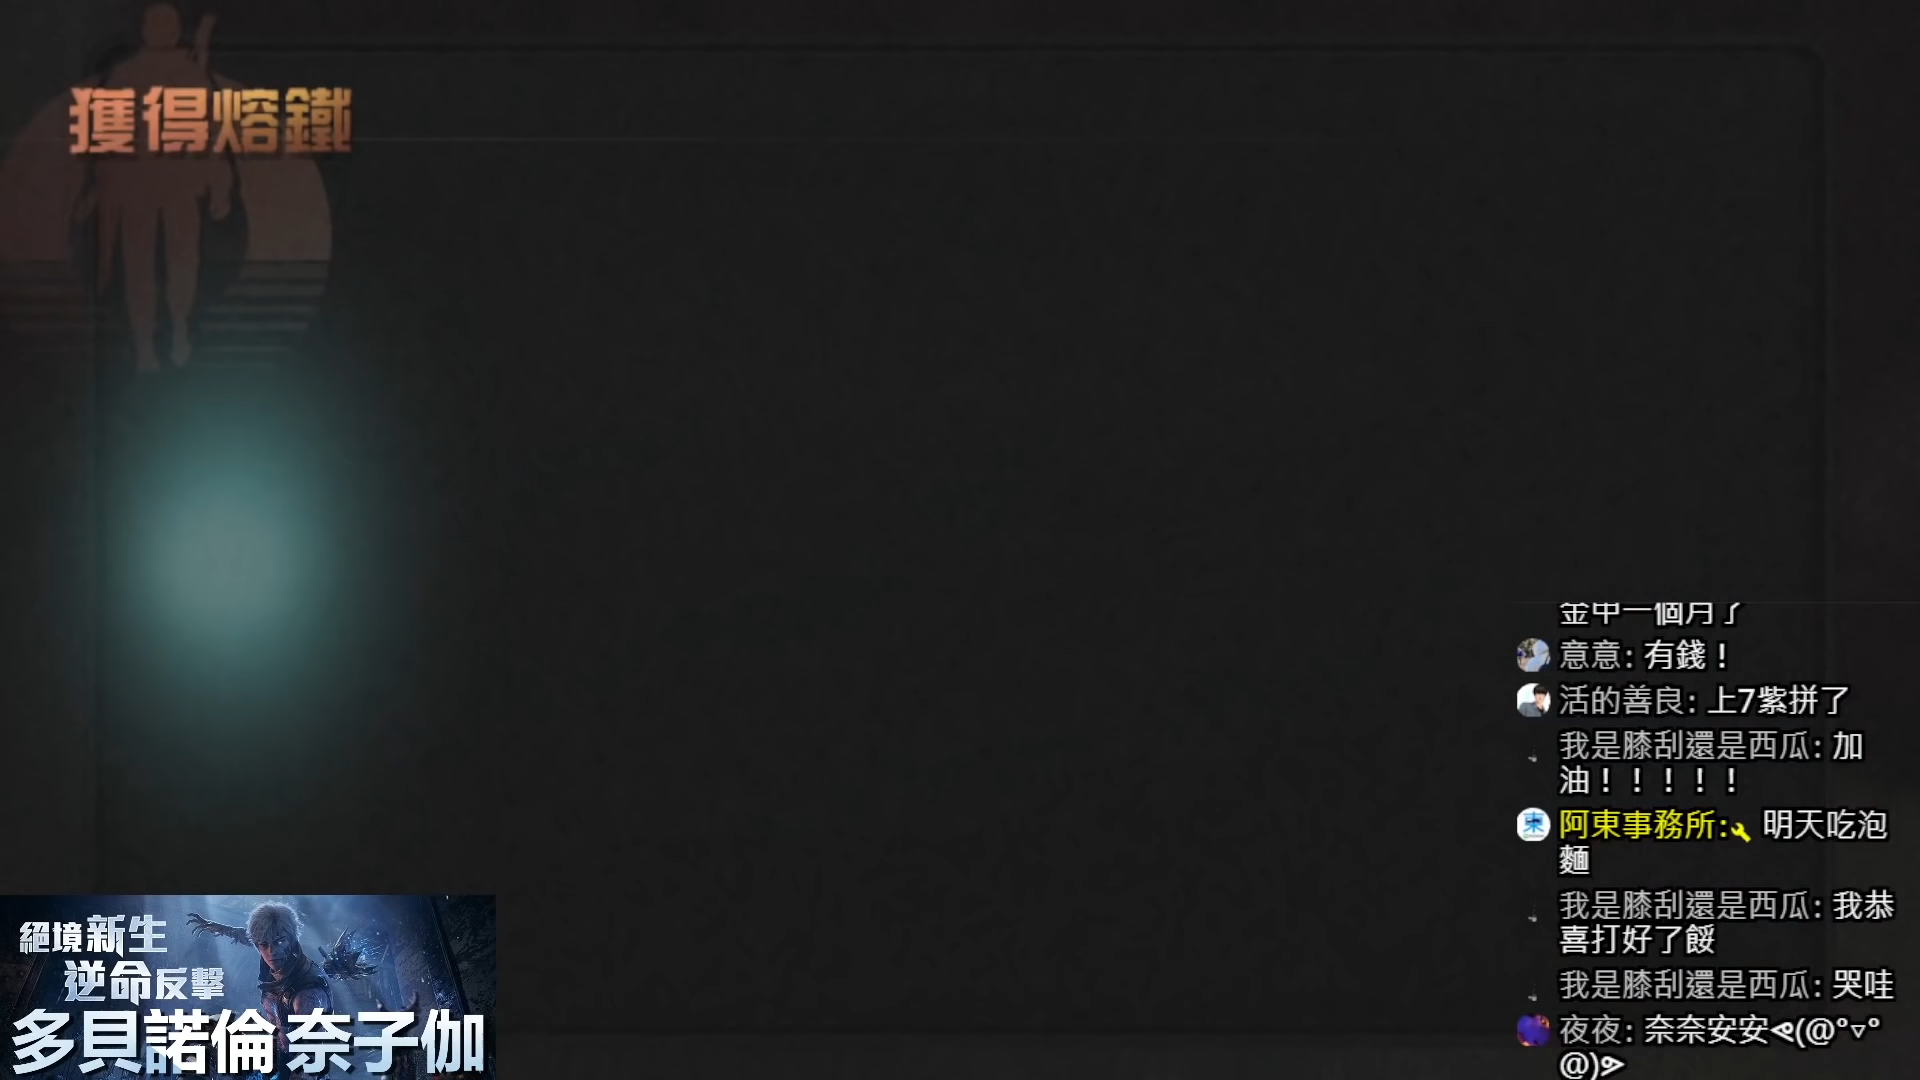 獲得熔鐵
意意: 有錢！
活的善良: 上7紫拼了
我是膝刮還是西瓜: 加
油！！！！！
阿東事務所: 明天吃泡
麵
我是膝刮還是西瓜: 我恭
喜打好了餒
我是膝刮還是西瓜: 哭哇
夜夜: 奈奈安安ᕙ(@°▿°
@)ᕗ
絕境新生
逆命反擊
多貝諾倫 奈子伽